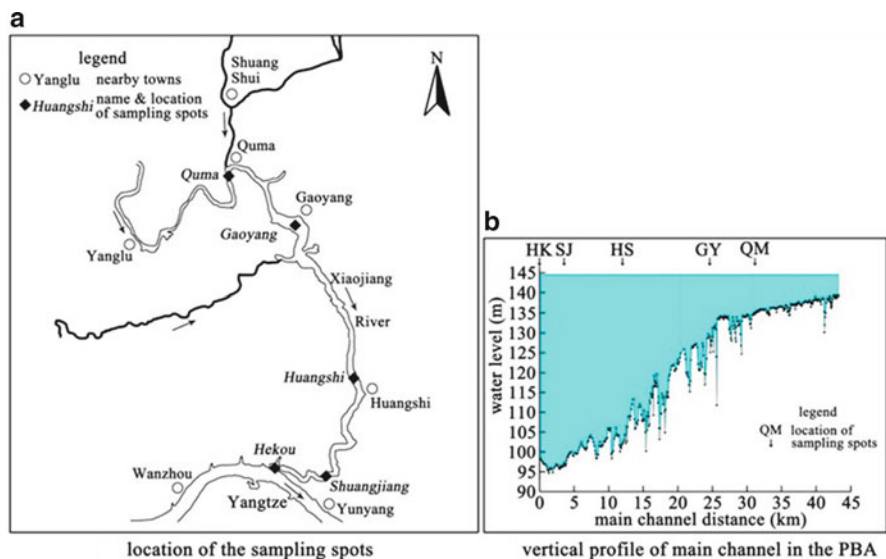 a
legend
Yanglu nearby towns
Huangshi name & location
of sampling spots
Shuang
Shui
N
Quma
Quma
Gaoyang
Gaoyang
Yanglu
Xiaojiang
River
Huangshi
Huangshi
Hekou
Wanzhou
Shuangjiang
Yangtze
Yunyang
location of the sampling spots
b
HK SJ HS GY QM
145
140
135
130
125
120
115
110
105
100
95
90
water level (m)
legend
QM location of
sampling spots
0 5 10 15 20 25 30 35 40 45
main channel distance (km)
vertical profile of main channel in the PBA